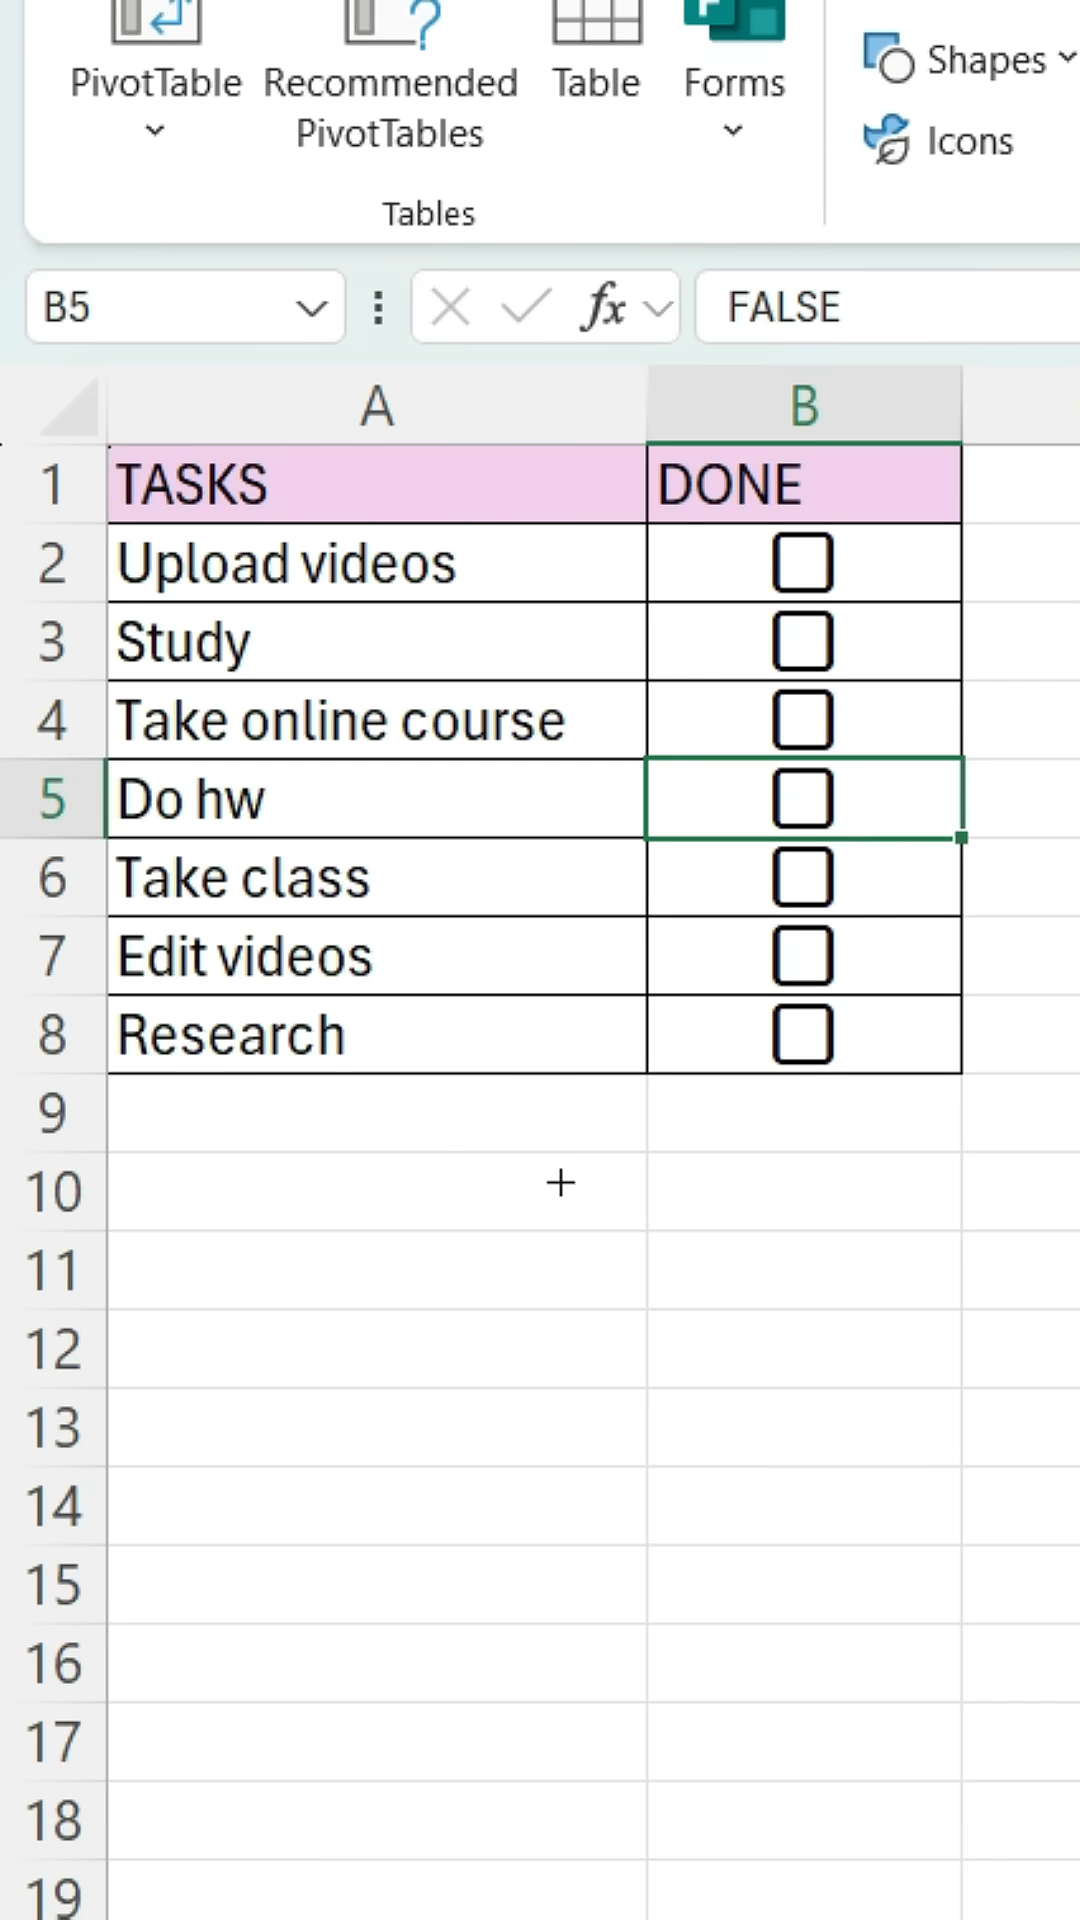 PivotTable
Recommended PivotTables
Table
Forms
Shapes
Icons
Tables
B5
fx
FALSE
A B
1 TASKS DONE
2 Upload videos
3 Study
4 Take online course
5 Do hw
6 Take class
7 Edit videos
8 Research
9
10
11
12
13
14
15
16
17
18
19